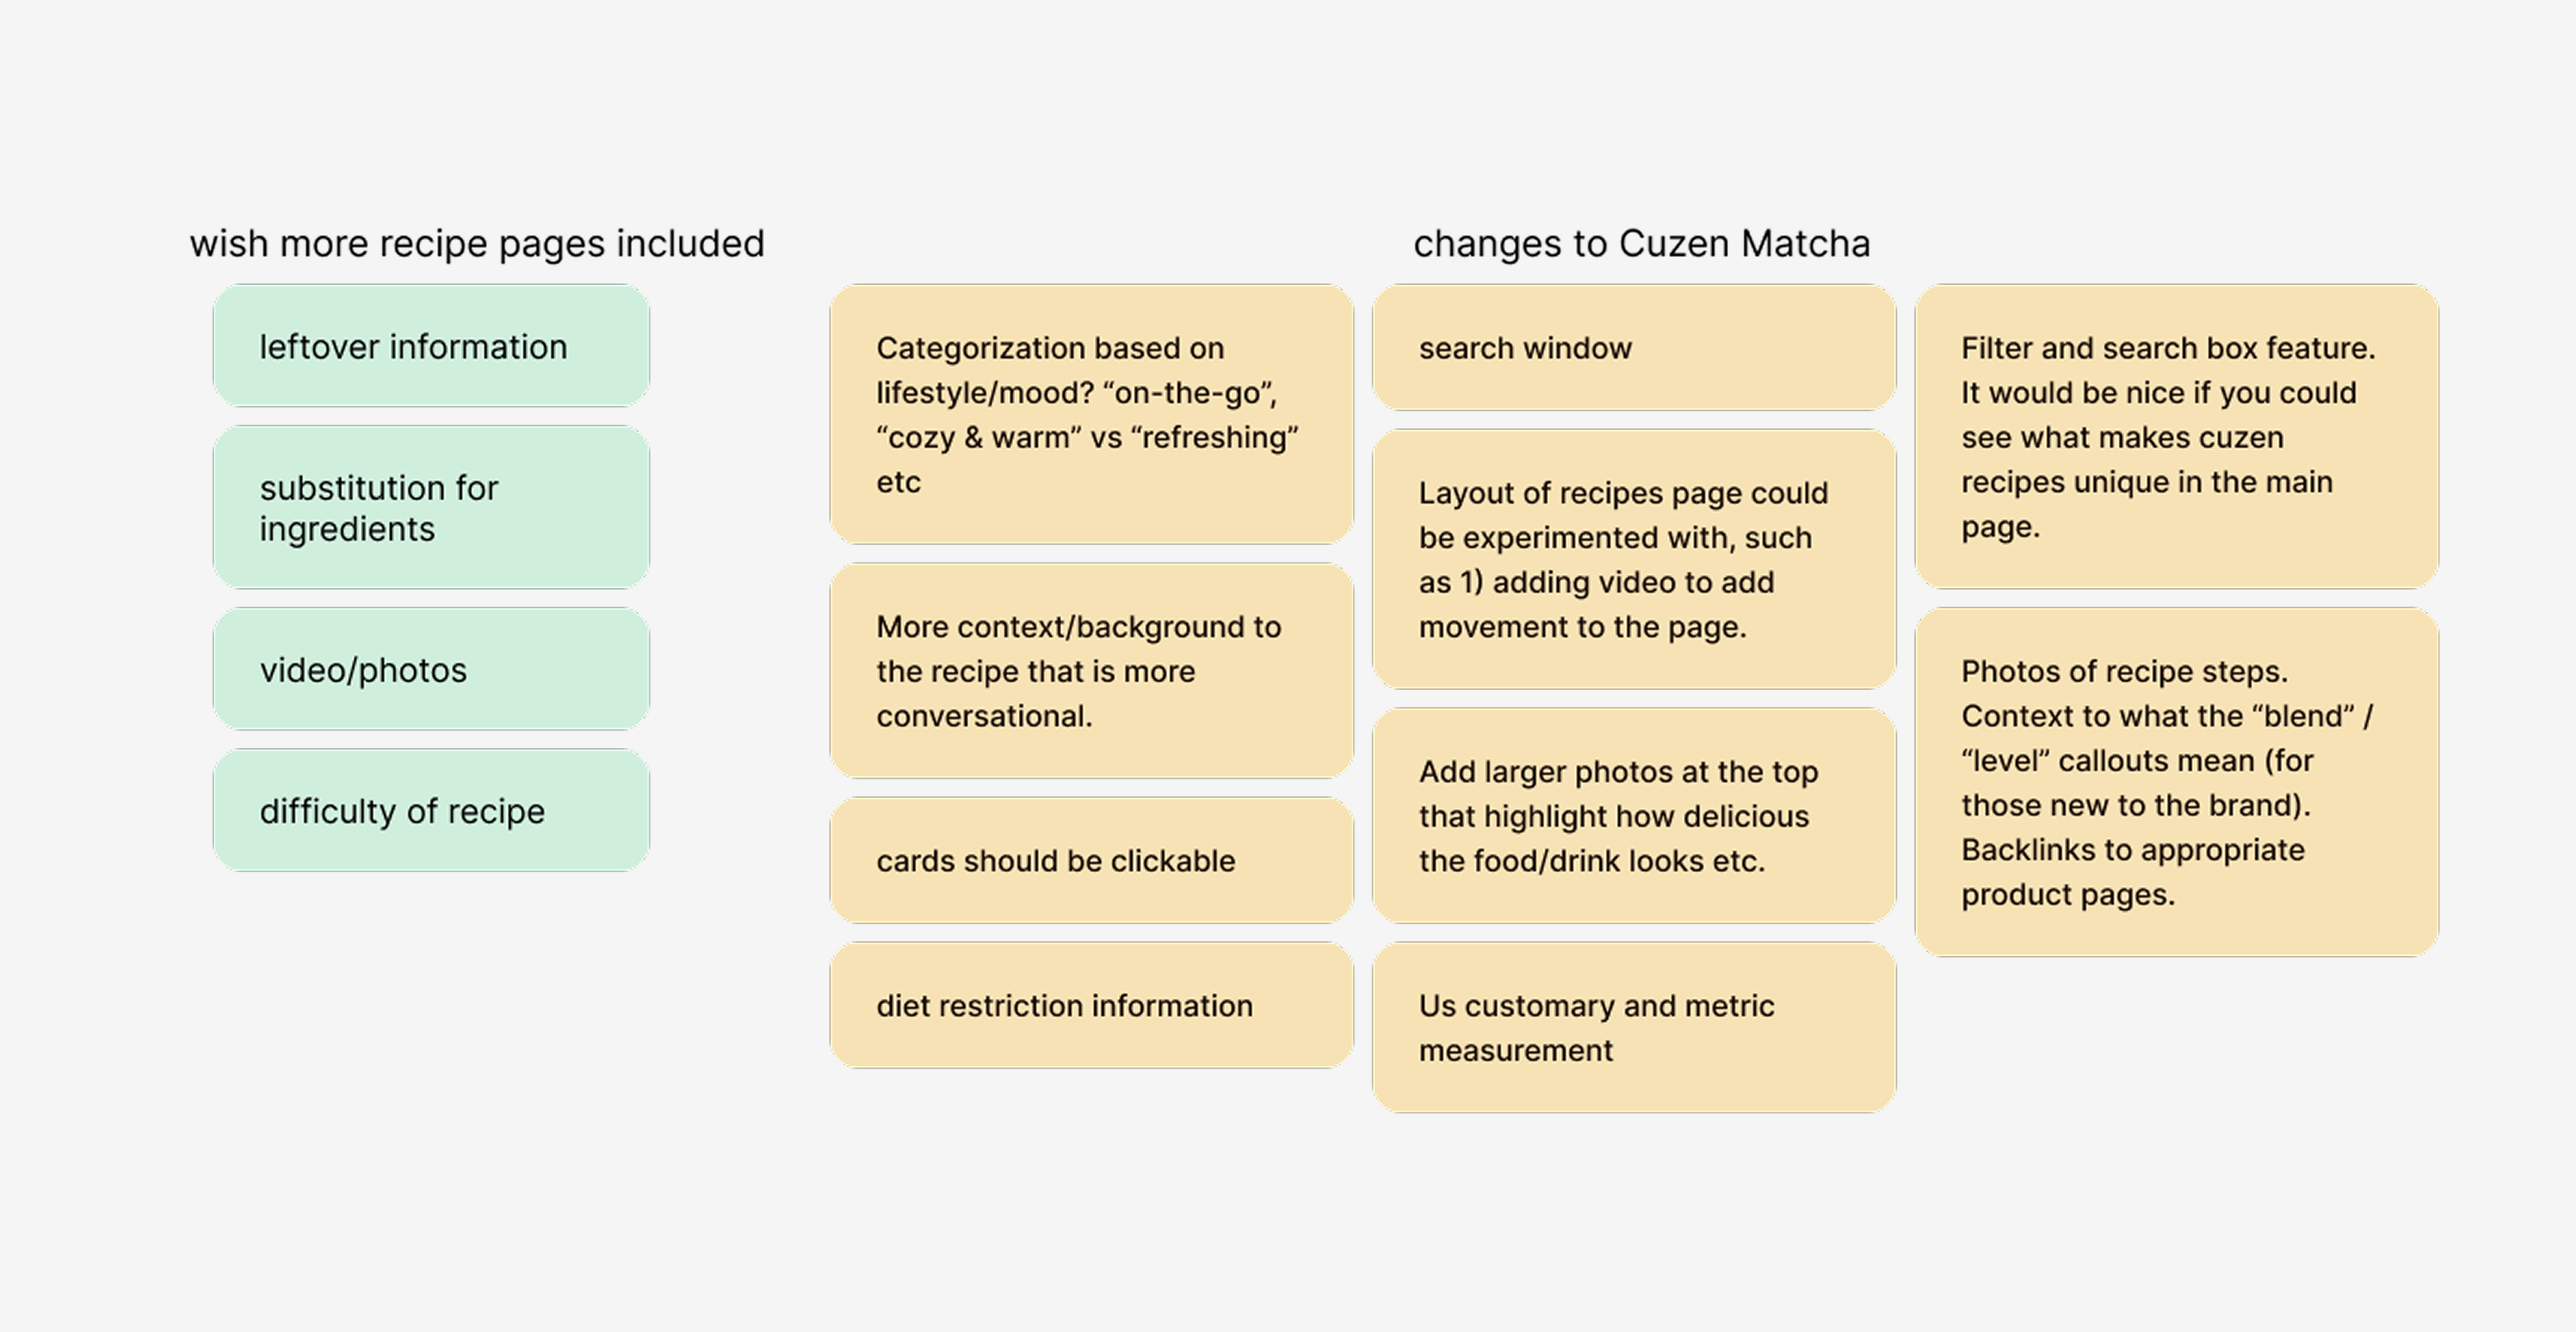 wish more recipe pages included
leftover information
substitution for
ingredients
video/photos
difficulty of recipe
changes to Cuzen Matcha
Categorization based on
lifestyle/mood? “on-the-go”,
“cozy & warm” vs “refreshing”
etc
More context/background to
the recipe that is more
conversational.
cards should be clickable
diet restriction information
search window
Layout of recipes page could
be experimented with, such
as 1) adding video to add
movement to the page.
Add larger photos at the top
that highlight how delicious
the food/drink looks etc.
Us customary and metric
measurement
Filter and search box feature.
It would be nice if you could
see what makes cuzen
recipes unique in the main
page.
Photos of recipe steps.
Context to what the “blend” /
“level” callouts mean (for
those new to the brand).
Backlinks to appropriate
product pages.